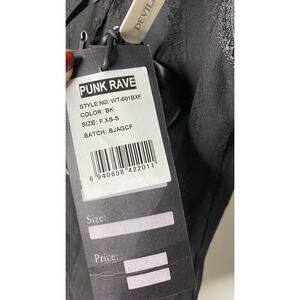 DEVIL
PUNK RAVE
STYLE NO: WT-601BXF
COLOR: BK
SIZE: F.XS-S
BATCH: BJAGCF
6 940658 422011
Size:
Price: